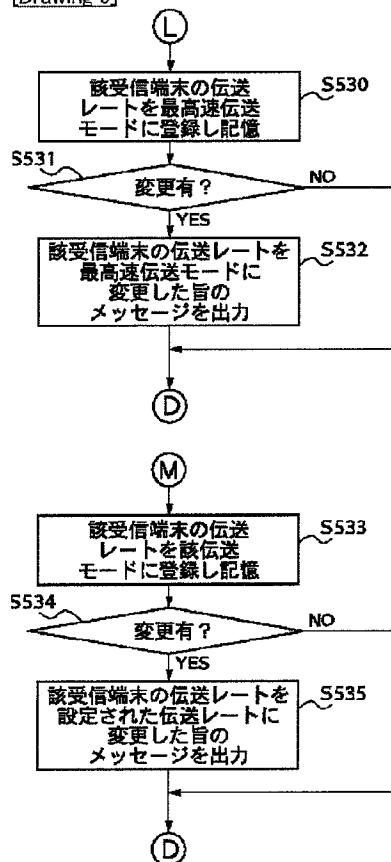 L
該受信端末の伝送
レートを最高速伝送
モードに登録し記憶
S530
S531
変更有？
NO
YES
該受信端末の伝送レートを
最高速伝送モードに
変更した旨の
メッセージを出力
S532
D
M
該受信端末の伝送
レートを該伝送
モードに登録し記憶
S533
S534
変更有？
NO
YES
該受信端末の伝送レートを
設定された伝送レートに
変更した旨の
メッセージを出力
S535
D